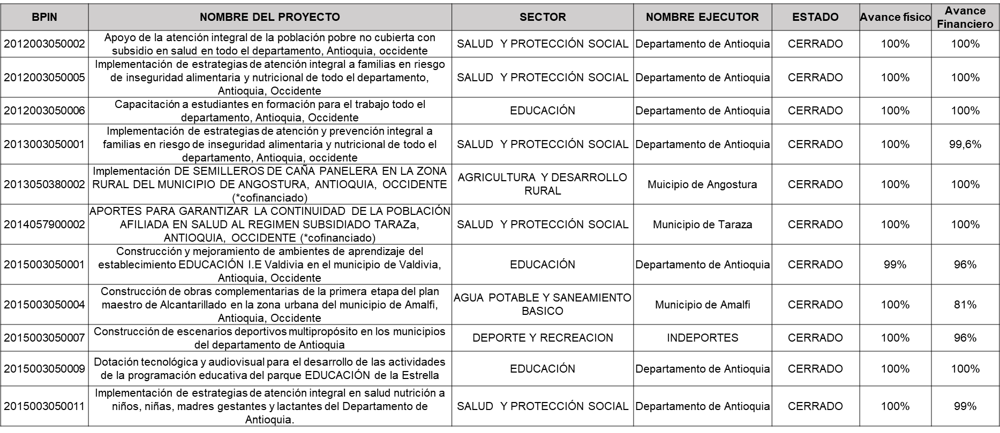 BPIN NOMBRE DEL PROYECTO SECTOR NOMBRE EJECUTOR ESTADO Avance físico Avance
Financiero
2012003050002 Apoyo de la atención integral de la población pobre no cubierta con
subsidio en salud en todo el departamento, Antioquia, occidente SALUD Y PROTECCIÓN SOCIAL Departamento de Antioquia CERRADO 100% 100%
2012003050005 Implementación de estrategias de atención integral a familias en riesgo
de inseguridad alimentaria y nutricional de todo el departamento,
Antioquia, Occidente SALUD Y PROTECCIÓN SOCIAL Departamento de Antioquia CERRADO 100% 100%
2012003050006 Capacitación a estudiantes en formación para el trabajo todo el
departamento, Antioquia, Occidente EDUCACIÓN Departamento de Antioquia CERRADO 100% 100%
2013003050001 Implementación de estrategias de atención y prevención integral a
familias en riesgo de inseguridad alimentaria y nutricional de todo el
departamento, Antioquia, occidente SALUD Y PROTECCIÓN SOCIAL Departamento de Antioquia CERRADO 100% 99,6%
2013050380002 Implementación DE SEMILLEROS DE CAÑA PANELERA EN LA ZONA
RURAL DEL MUNICIPIO DE ANGOSTURA, ANTIOQUIA, OCCIDENTE
(*cofinanciado) AGRICULTURA Y DESARROLLO
RURAL Muicipio de Angostura CERRADO 100% 100%
2014057900002 APORTES PARA GARANTIZAR LA CONTINUIDAD DE LA POBLACIÓN
AFILIADA EN SALUD AL REGIMEN SUBSIDIADO TARAZa,
ANTIOQUIA, OCCIDENTE (*cofinanciado) SALUD Y PROTECCIÓN SOCIAL Municipio de Taraza CERRADO 100% 100%
2015003050001 Construcción y mejoramiento de ambientes de aprendizaje del
establecimiento EDUCACIÓN I.E Valdivia en el municipio de Valdivia,
Antioquia, Occidente EDUCACIÓN Departamento de Antioquia CERRADO 99% 96%
2015003050004 Construcción de obras complementarias de la primera etapa del plan
maestro de Alcantarillado en la zona urbana del municipio de Amalfi,
Antioquia, Occidente AGUA POTABLE Y SANEAMIENTO
BASICO Municipio de Amalfi CERRADO 100% 81%
2015003050007 Construcción de escenarios deportivos multipropósito en los municipios
del departamento de Antioquia DEPORTE Y RECREACION INDEPORTES CERRADO 100% 96%
2015003050009 Dotación tecnológica y audiovisual para el desarrollo de las actividades
de la programación educativa del parque EDUCACIÓN de la Estrella EDUCACIÓN Departamento de Antioquia CERRADO 100% 100%
2015003050011 Implementación de estrategias de atención integral en salud nutrición a
niños, niñas, madres gestantes y lactantes del Departamento de
Antioquia. SALUD Y PROTECCIÓN SOCIAL Departamento de Antioquia CERRADO 100% 99%